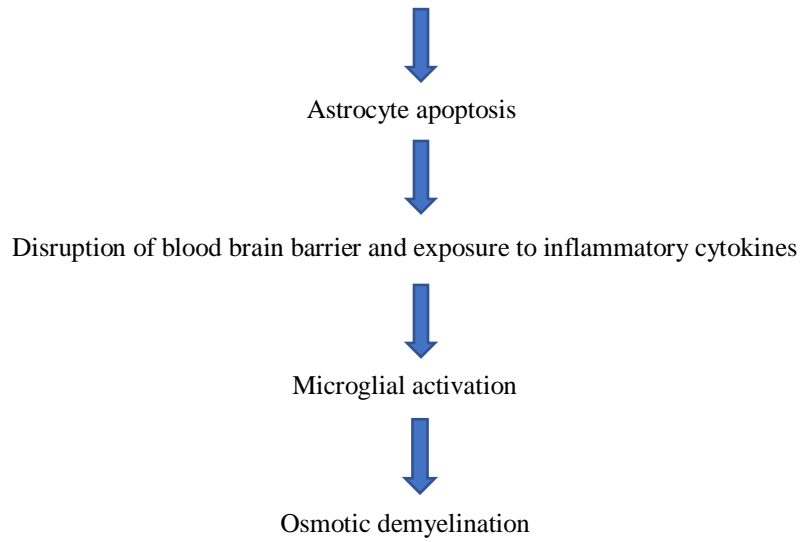 Astrocyte apoptosis
Disruption of blood brain barrier and exposure to inflammatory cytokines
Microglial activation
Osmotic demyelination